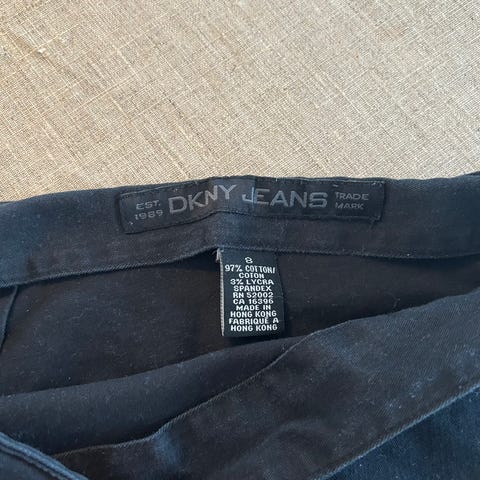 EST. 1989 DKNY JEANS TRADE MARK
8
97% COTTON/
COTON
3% LYCRA
SPANDEX
RN 52002
CA 16396
MADE IN
HONG KONG
FABRIQUÉ A
HONG KONG